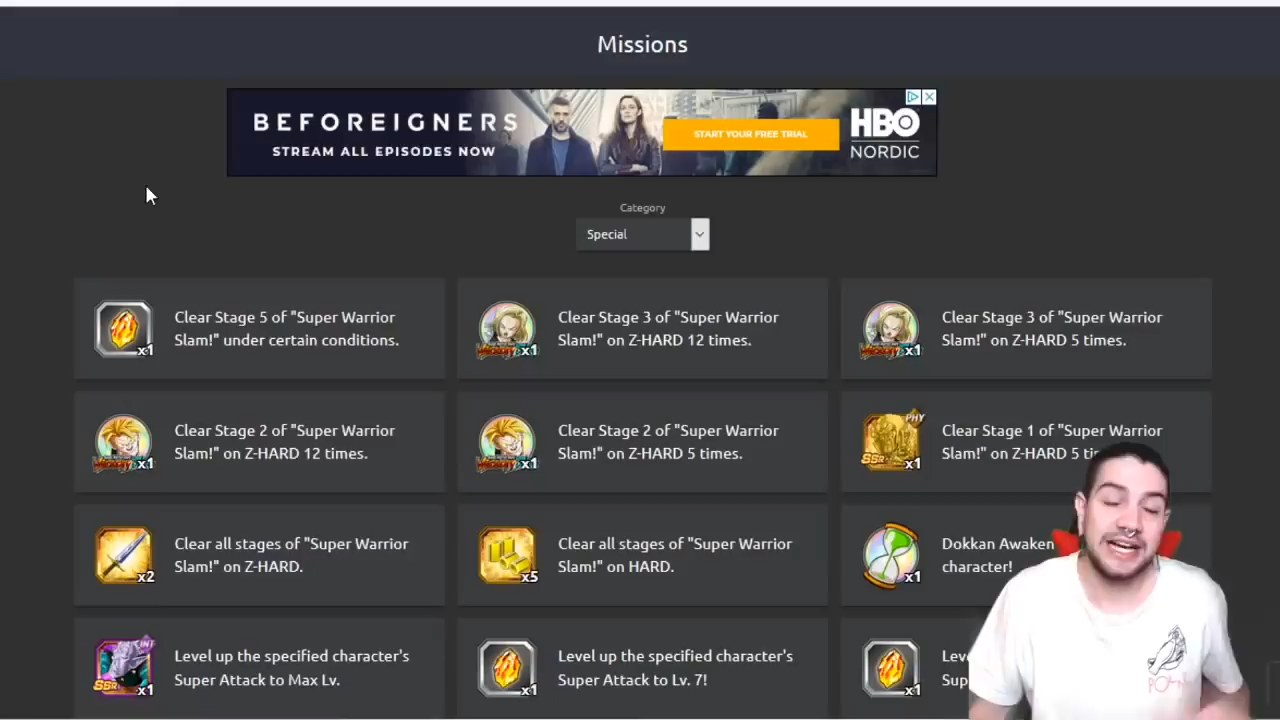 Missions
BEFOREIGNERS
STREAM ALL EPISODES NOW
START YOUR FREE TRIAL
HBO
NORDIC
Category
Special
Clear Stage 5 of "Super Warrior
Slam!" under certain conditions.
x1
Clear Stage 3 of "Super Warrior
Slam!" on Z-HARD 12 times.
x1
Clear Stage 3 of "Super Warrior
Slam!" on Z-HARD 5 times.
x1
Clear Stage 2 of "Super Warrior
Slam!" on Z-HARD 12 times.
x1
Clear Stage 2 of "Super Warrior
Slam!" on Z-HARD 5 times.
x1
PHY
SSR
x1
Clear Stage 1 of "Super Warrior
Slam!" on Z-HARD 5
Clear all stages of "Super Warrior
Slam!" on Z-HARD.
x2
Clear all stages of "Super Warrior
Slam!" on HARD.
x5
Dokkan Awaken
character!
x1
INT
SSR
x1
Level up the specified character's
Super Attack to Max Lv.
Level up the specified character's
Super Attack to Lv. 7!
x1
x1